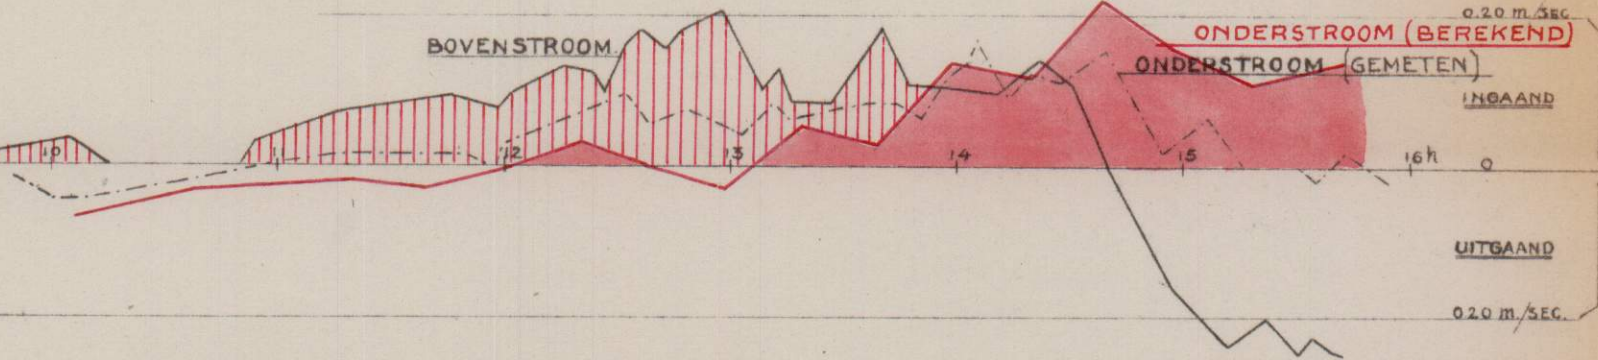 0.20 m/SEC
ONDERSTROOM (BEREKEND)
BOVENSTROOM
ONDERSTROOM (GEMETEN)
INGAAND
10 11 12 13 14 15 16h 0
UITGAAND
0.20 m/SEC.